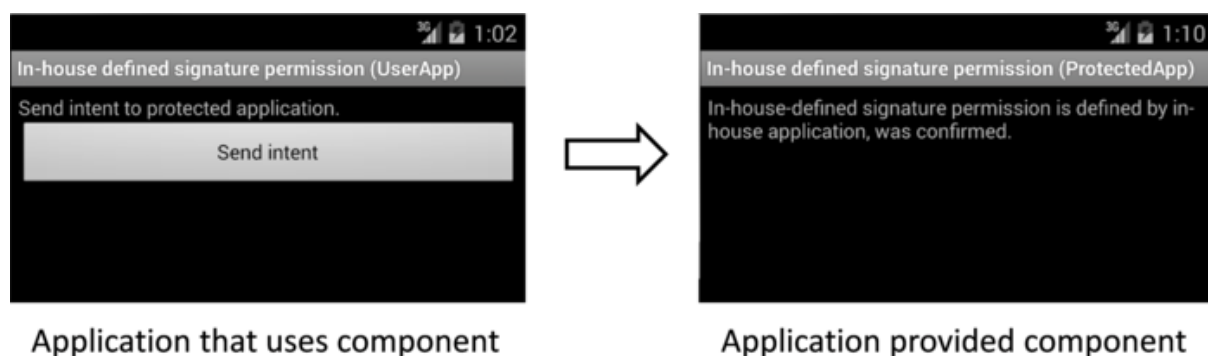 3G 1:02
In-house defined signature permission (UserApp)
Send intent to protected application.
Send intent
Application that uses component
3G 1:10
In-house defined signature permission (ProtectedApp)
In-house-defined signature permission is defined by in-
house application, was confirmed.
Application provided component